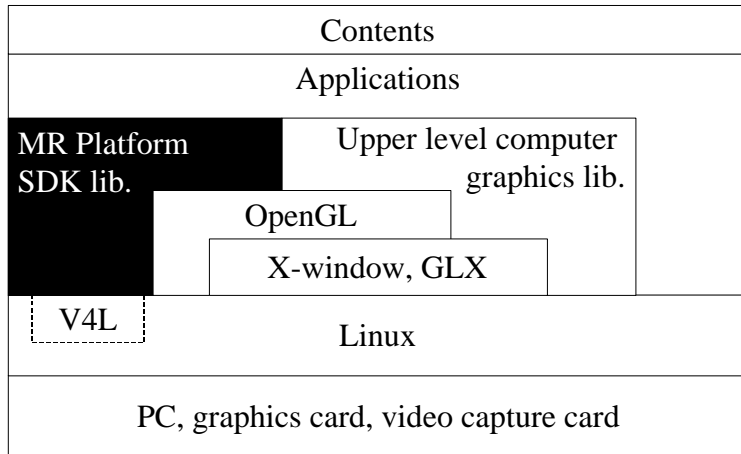 Contents
Applications
MR Platform
SDK lib.
Upper level computer
graphics lib.
OpenGL
X-window, GLX
V4L
Linux
PC, graphics card, video capture card